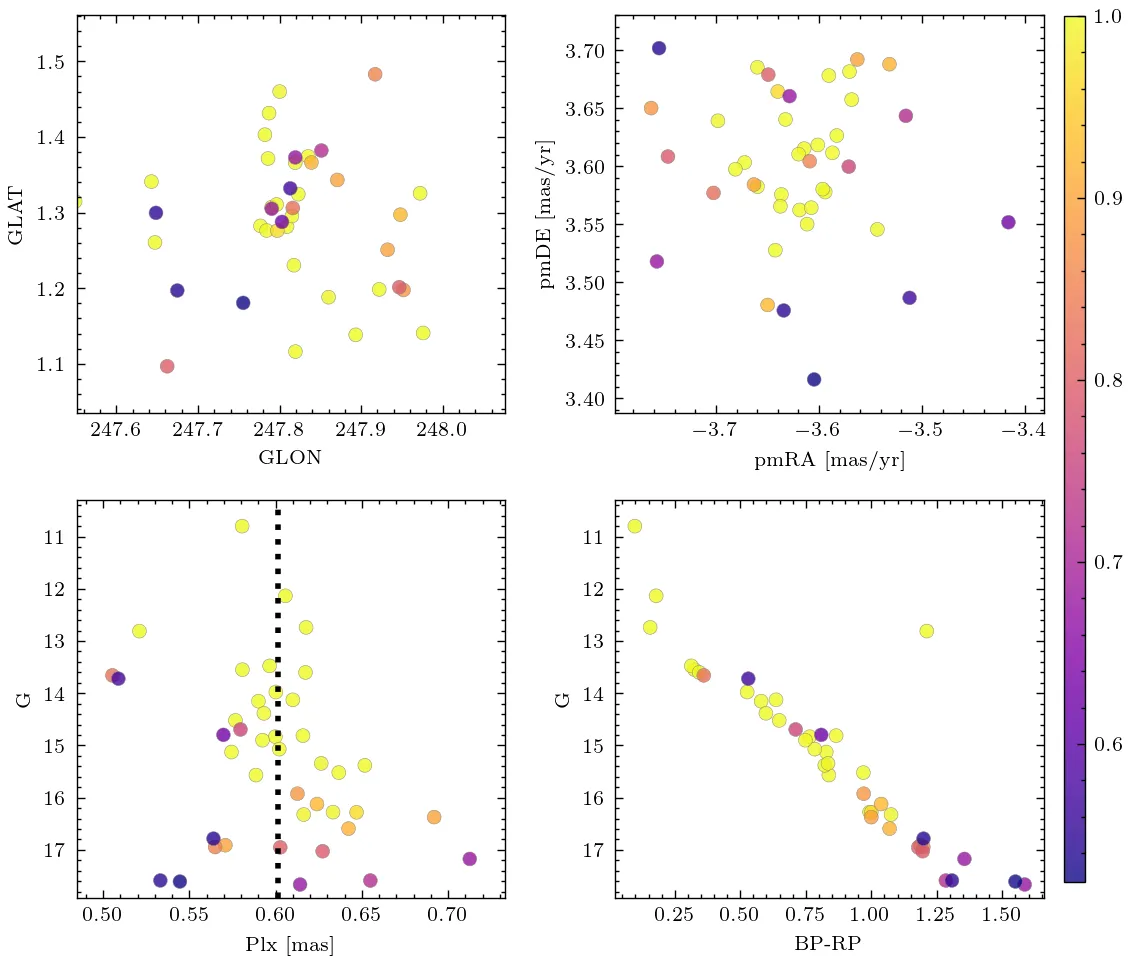 1.5
1.4
1.3
1.2
1.1
GLAT
247.6 247.7 247.8 247.9 248.0
GLON
3.70
3.65
3.60
3.55
3.50
3.45
3.40
pmDE [mas/yr]
−3.7 −3.6 −3.5 −3.4
pmRA [mas/yr]
1.0
0.9
0.8
0.7
0.6
11
12
13
14
15
16
17
G
0.50 0.55 0.60 0.65 0.70
Plx [mas]
11
12
13
14
15
16
17
G
0.25 0.50 0.75 1.00 1.25 1.50
BP-RP